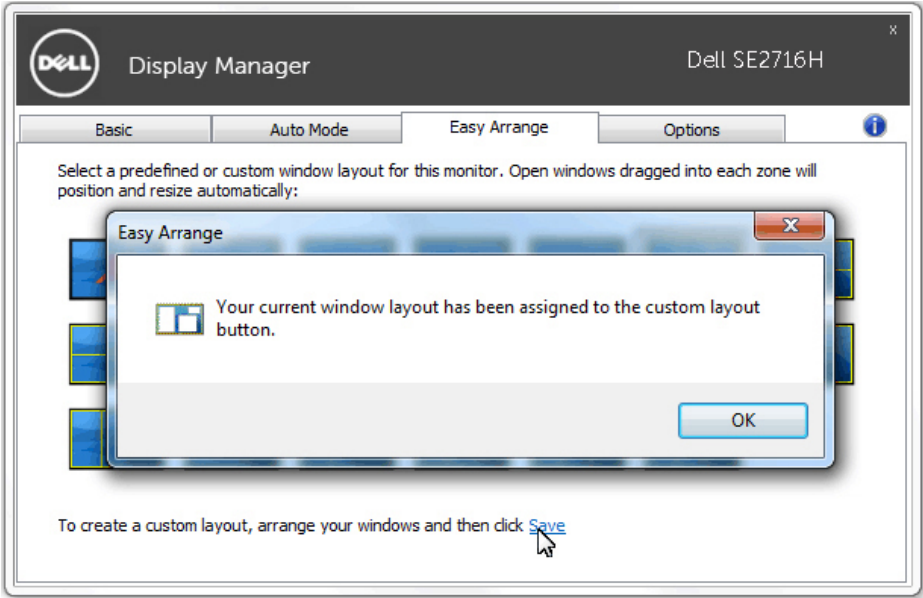 x
DELL
Display Manager
Dell SE2716H
Basic
Auto Mode
Easy Arrange
Options
i
Select a predefined or custom window layout for this monitor. Open windows dragged into each zone will
position and resize automatically:
Easy Arrange
x
Your current window layout has been assigned to the custom layout
button.
OK
To create a custom layout, arrange your windows and then click Save